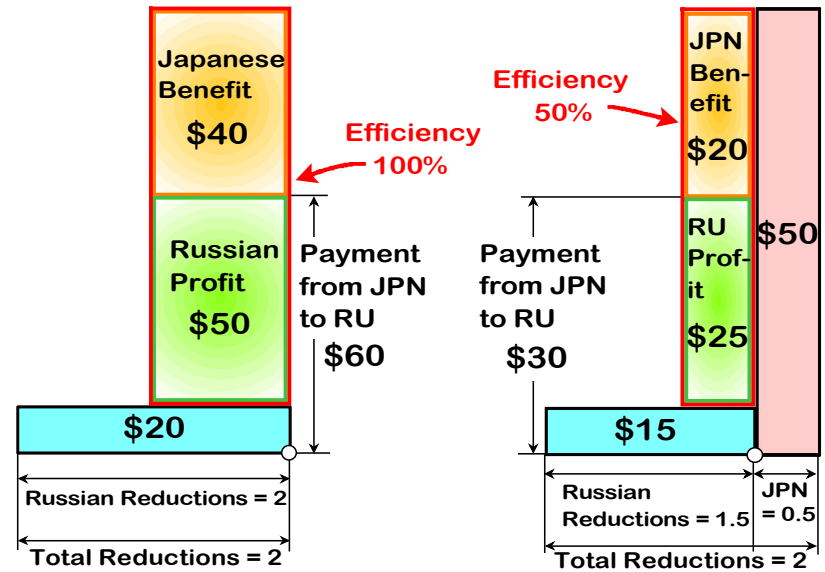 Japanese
Benefit
$40
Efficiency
100%
Russian
Profit
$50
Payment
from JPN
to RU
$60
$20
Russian Reductions = 2
Total Reductions = 2
Efficiency
50%
JPN
Ben-
efit
$20
RU
Prof-
it
$25
$50
Payment
from JPN
to RU
$30
$15
Russian
Reductions = 1.5
JPN
= 0.5
Total Reductions = 2